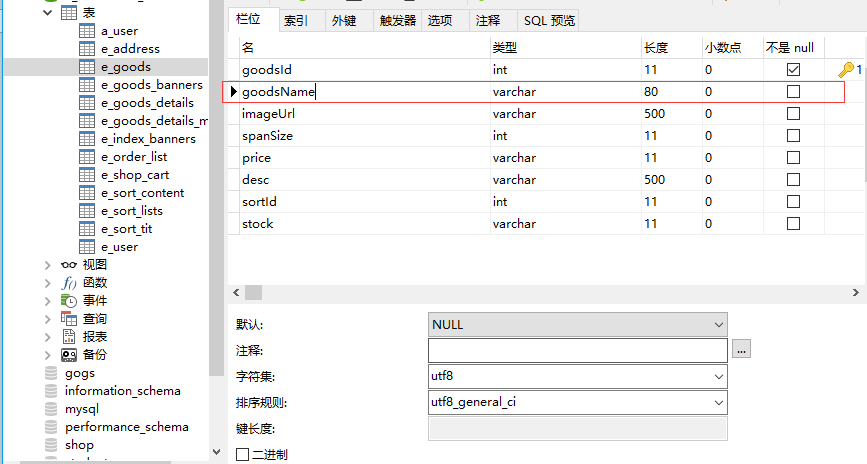 表
a_user
e_address
e_goods
e_goods_banners
e_goods_details
e_goods_details_m
e_index_banners
e_order_list
e_shop_cart
e_sort_content
e_sort_lists
e_sort_tit
e_user
视图
函数
事件
查询
报表
备份
gogs
information_schema
mysql
performance_schema
shop
栏位 索引 外键 触发器 选项 注释 SQL 预览
名 类型 长度 小数点 不是 null
goodsId int 11 0 1
goodsName varchar 80 0
imageUrl varchar 500 0
spanSize int 11 0
price varchar 11 0
desc varchar 500 0
sortId int 11 0
stock varchar 11 0
默认: NULL
注释: ...
字符集: utf8
排序规则: utf8_general_ci
键长度:
二进制